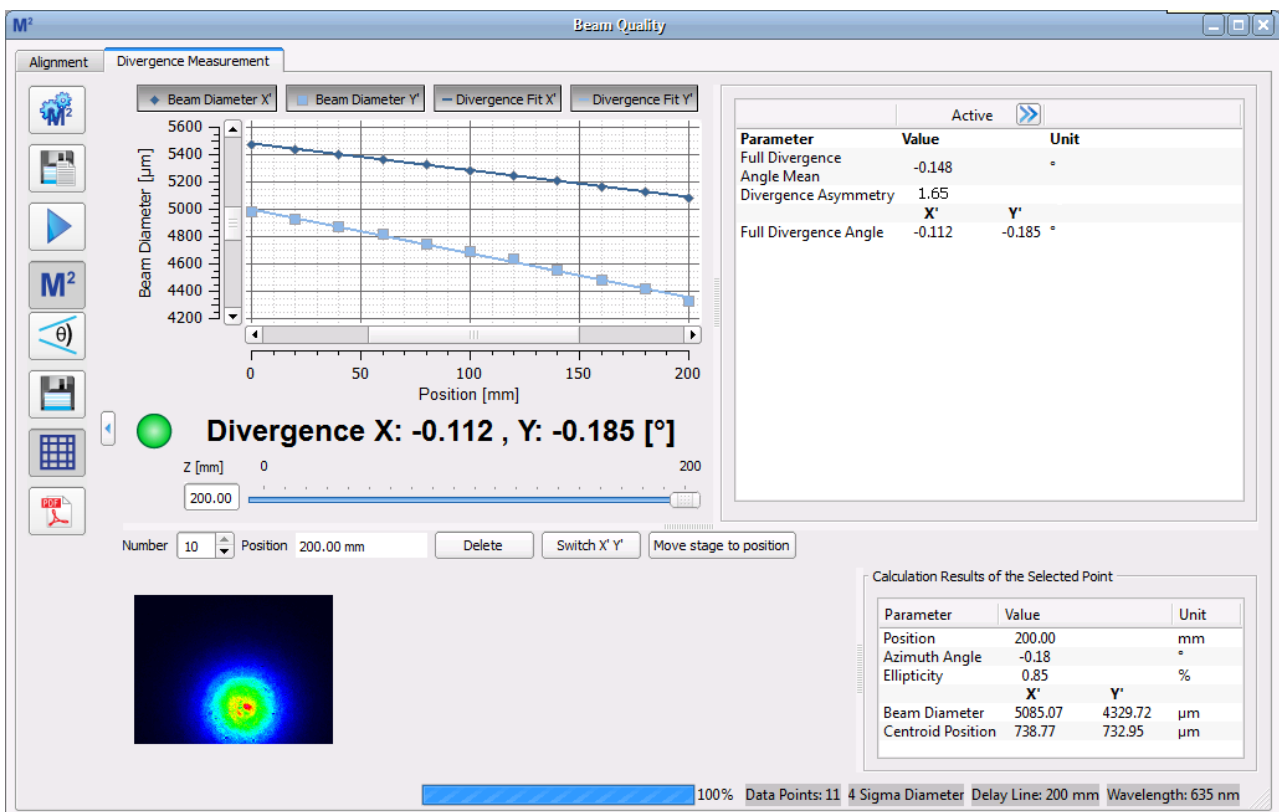 M² Beam Quality
Alignment Divergence Measurement
Beam Diameter X' Beam Diameter Y' Divergence Fit X' Divergence Fit Y'
Beam Diameter [µm]
5600
5400
5200
5000
4800
4600
4400
4200
0 50 100 150 200
Position [mm]
M²
M²
θ)
PDF
Divergence X: -0.112 , Y: -0.185 [°]
Z [mm] 0 200
200.00
Active
Parameter Value Unit
Full Divergence
Angle Mean -0.148 °
Divergence Asymmetry 1.65
X' Y'
Full Divergence Angle -0.112 -0.185 °
Number 10 Position 200.00 mm Delete Switch X' Y' Move stage to position
Calculation Results of the Selected Point
Parameter Value Unit
Position 200.00 mm
Azimuth Angle -0.18 °
Ellipticity 0.85 %
X' Y'
Beam Diameter 5085.07 4329.72 µm
Centroid Position 738.77 732.95 µm
100% Data Points: 11 4 Sigma Diameter Delay Line: 200 mm Wavelength: 635 nm